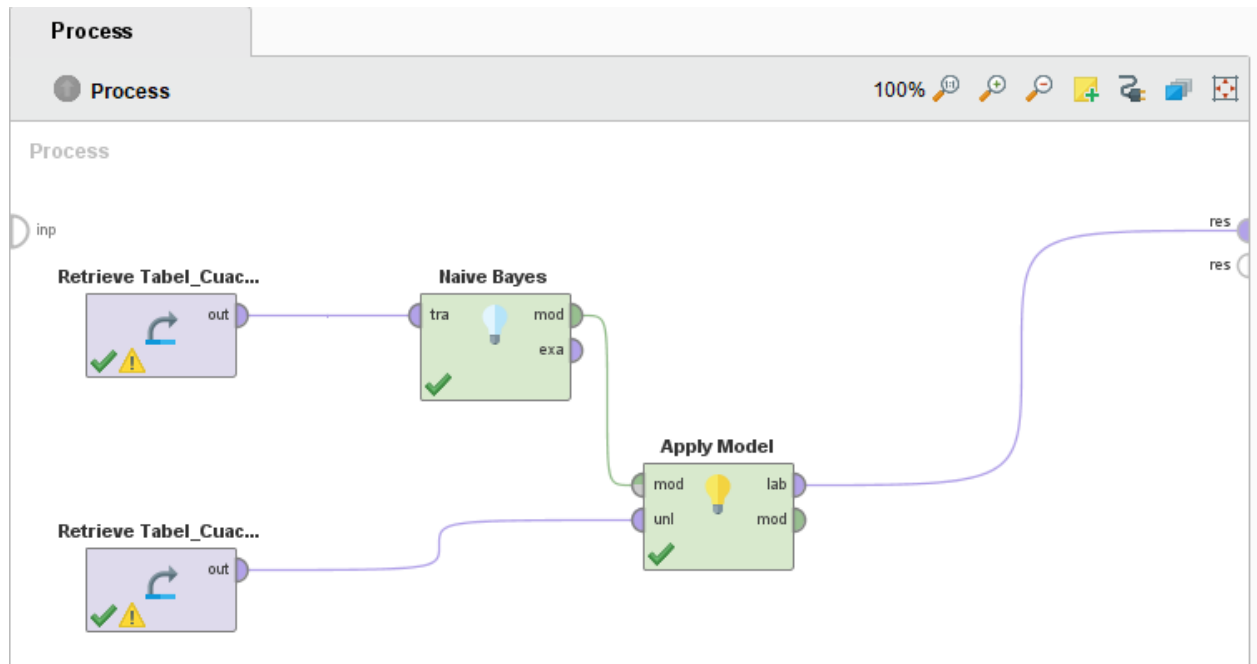 Process
Process
100%
Process
inp
res
res
Retrieve Tabel_Cuac...
out
Naive Bayes
tra
mod
exa
Apply Model
mod
lab
unl
mod
Retrieve Tabel_Cuac...
out